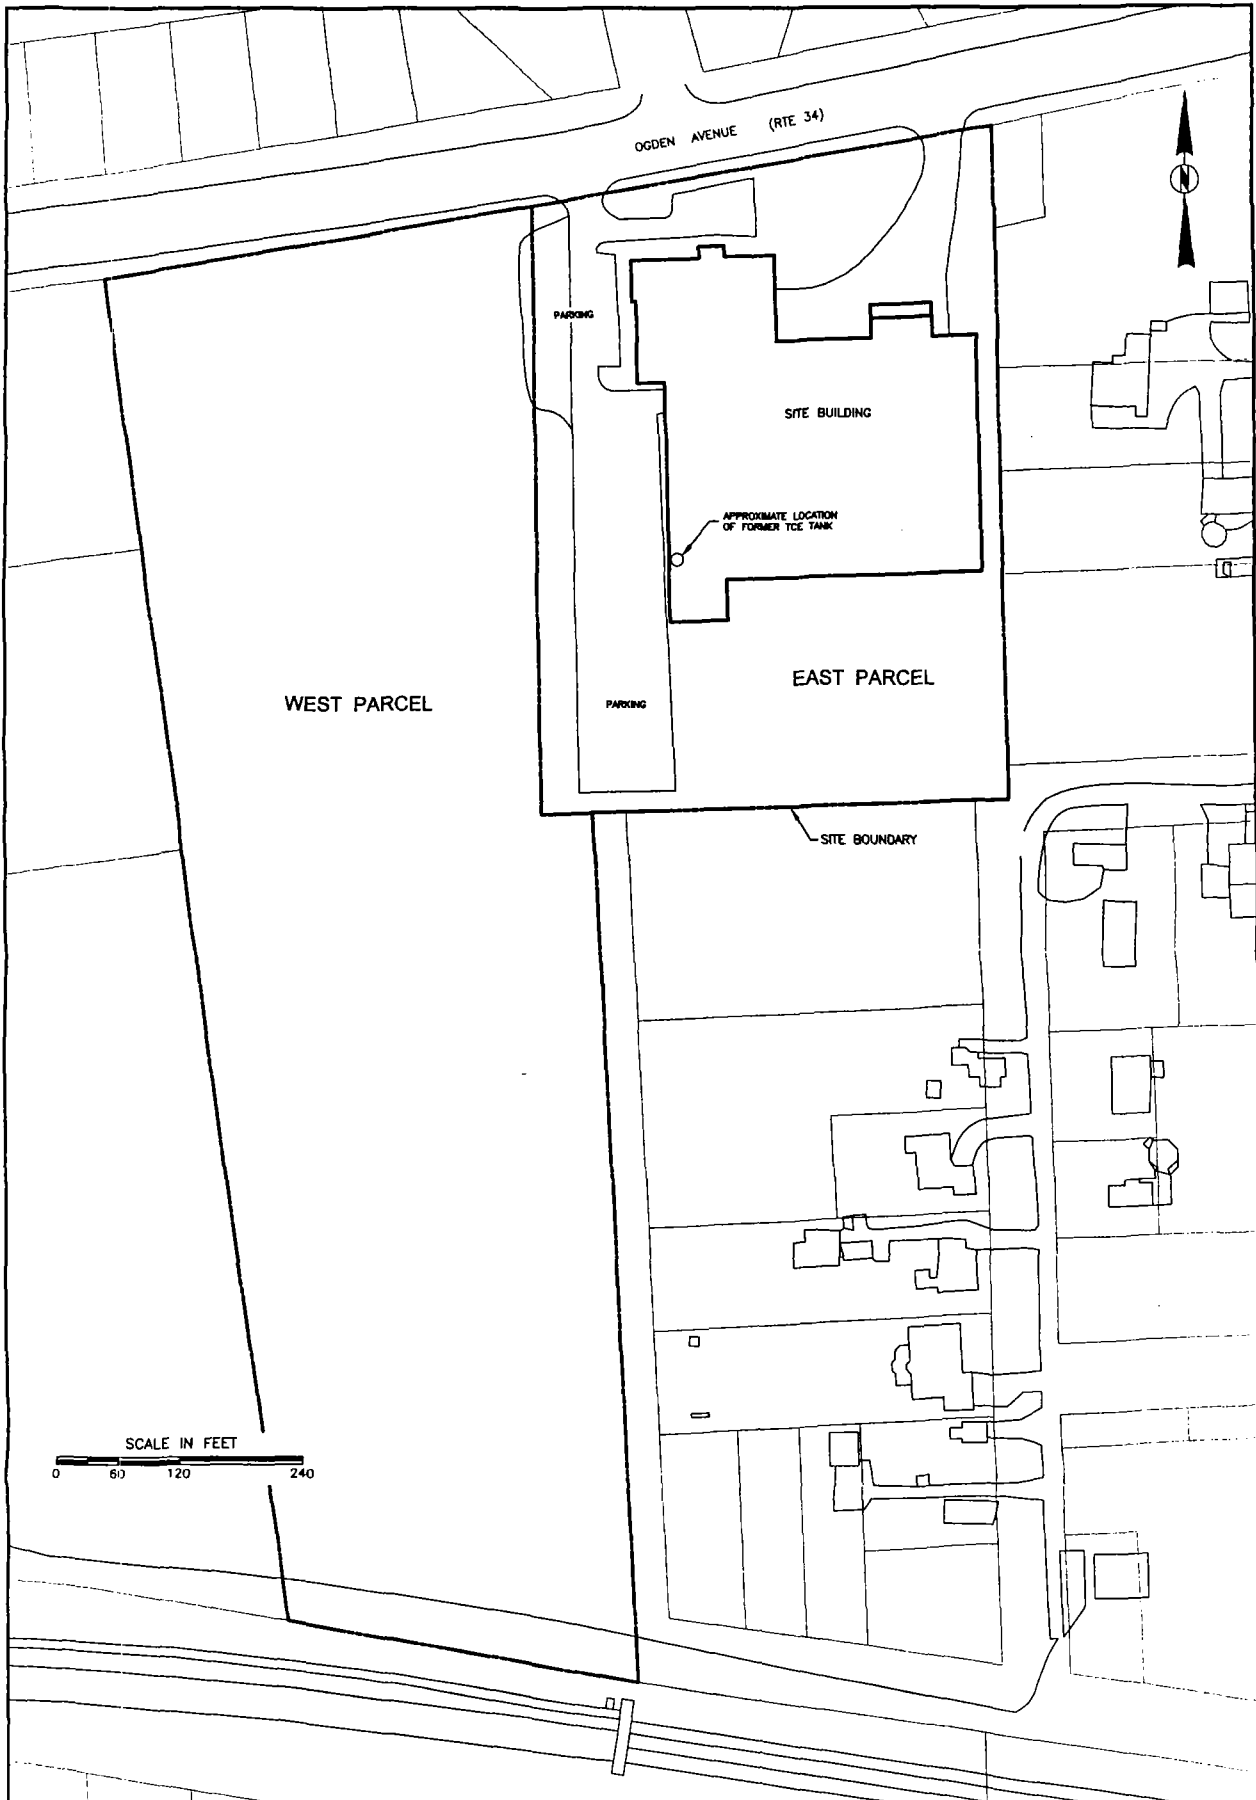 OGDEN AVENUE (RTE 34)
N
PARKING
SITE BUILDING
APPROXIMATE LOCATION
OF FORMER TCE TANK
EAST PARCEL
WEST PARCEL
PARKING
SITE BOUNDARY
SCALE IN FEET
0 60 120 240